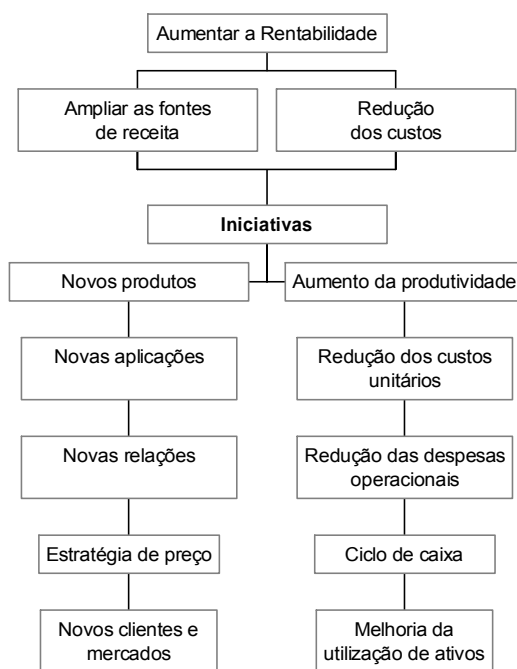 Aumentar a Rentabilidade
Ampliar as fontes
de receita
Redução
dos custos
Iniciativas
Novos produtos
Aumento da produtividade
Novas aplicações
Redução dos custos
unitários
Novas relações
Redução das despesas
operacionais
Estratégia de preço
Ciclo de caixa
Novos clientes e
mercados
Melhoria da
utilização de ativos